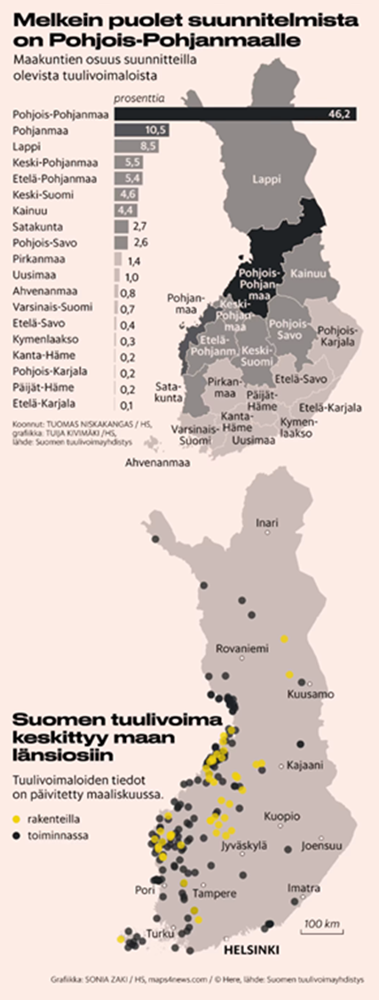 Melkein puolet suunnitelmista
on Pohjois-Pohjanmaalle
Maakuntien osuus suunnitteilla
olevista tuulivoimaloista
prosenttia
Pohjois-Pohjanmaa 46,2
Pohjanmaa 10,5
Lappi 8,5
Keski-Pohjanmaa 5,5
Etelä-Pohjanmaa 5,4
Keski-Suomi 4,6
Kainuu 4,4
Satakunta 2,7
Pohjois-Savo 2,6
Pirkanmaa 1,4
Uusimaa 1,0
Ahvenanmaa 0,8
Varsinais-Suomi 0,7
Etelä-Savo 0,4
Kymenlaakso 0,3
Kanta-Häme 0,2
Pohjois-Karjala 0,2
Päijät-Häme 0,2
Etelä-Karjala 0,1
Koonnut: TUOMAS NISKAKANGAS / HS,
grafiikka: TUIJA KIVIMÄKI /HS,
lähde: Suomen tuulivoimayhdistys
Lappi
Pohjois-
Pohjan-
maa
Kainuu
Pohjan-
maa
Keski-
Pohjan-
maa
Pohjois-
Savo
Pohjois-
Karjala
Etelä-
Pohjanm.
Keski-
Suomi
Sata-
kunta
Pirkan-
maa
Etelä-Savo
Päijät-
Häme
Etelä-Karjala
Kanta-
Häme
Kymen-
laakso
Varsinais-
Suomi
Uusimaa
Ahvenanmaa
Inari
Rovaniemi
Kuusamo
Suomen tuulivoima
keskittyy maan
länsiosiin
Tuulivoimaloiden tiedot
on päivitetty maaliskuussa.
rakenteilla
toiminnassa
Kajaani
Kuopio
Jyväskylä
Joensuu
Pori
Tampere
Imatra
Turku
HELSINKI
100 km
Grafiikka: SONIA ZAKI / HS, maps4news.com / © Here, lähde: Suomen tuulivoimayhdistys